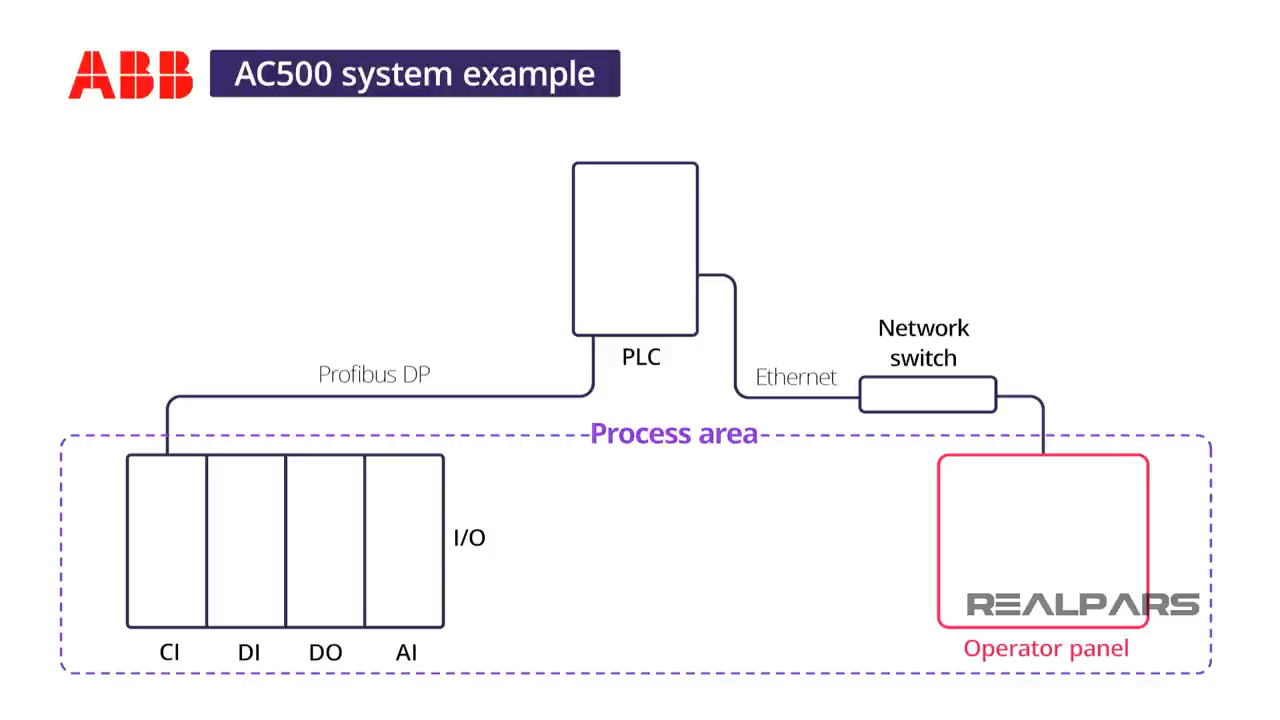 ABB
AC500 system example
PLC
Network
switch
Profibus DP
Ethernet
Process area
I/O
REALPARS
CI
DI
DO
AI
Operator panel